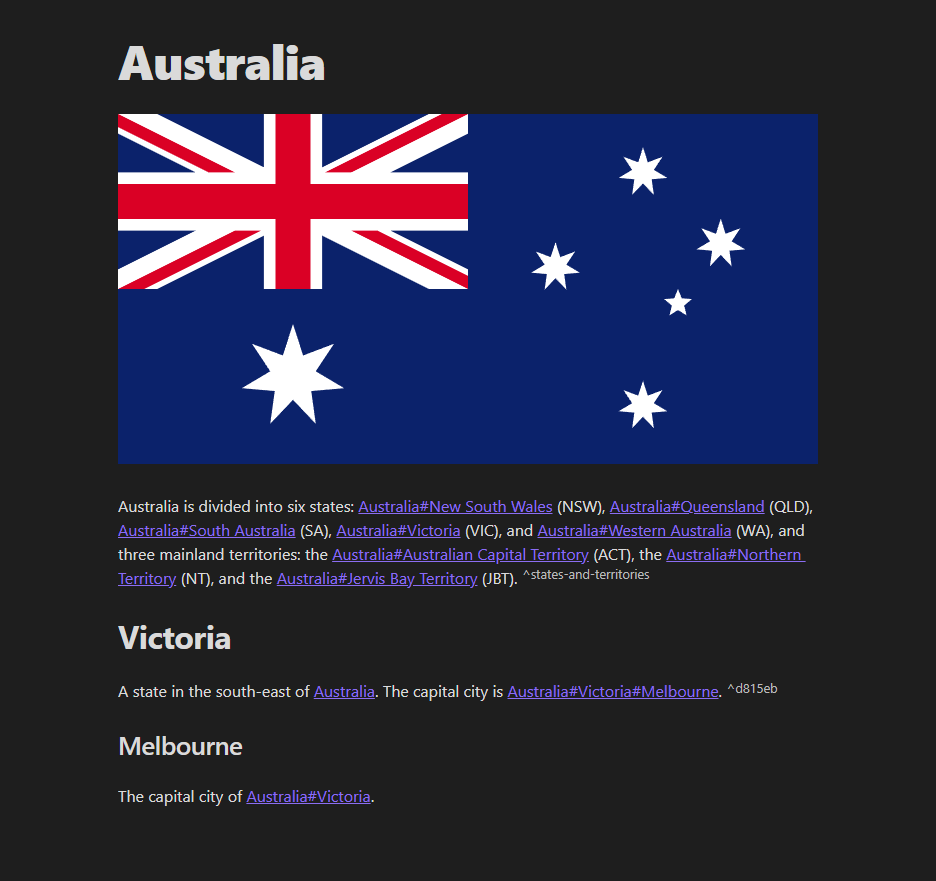 Australia
Australia is divided into six states: Australia#New South Wales (NSW), Australia#Queensland (QLD),
Australia#South Australia (SA), Australia#Victoria (VIC), and Australia#Western Australia (WA), and
three mainland territories: the Australia#Australian Capital Territory (ACT), the Australia#Northern
Territory (NT), and the Australia#Jervis Bay Territory (JBT). ^states-and-territories
Victoria
A state in the south-east of Australia. The capital city is Australia#Victoria#Melbourne. ^d815eb
Melbourne
The capital city of Australia#Victoria.